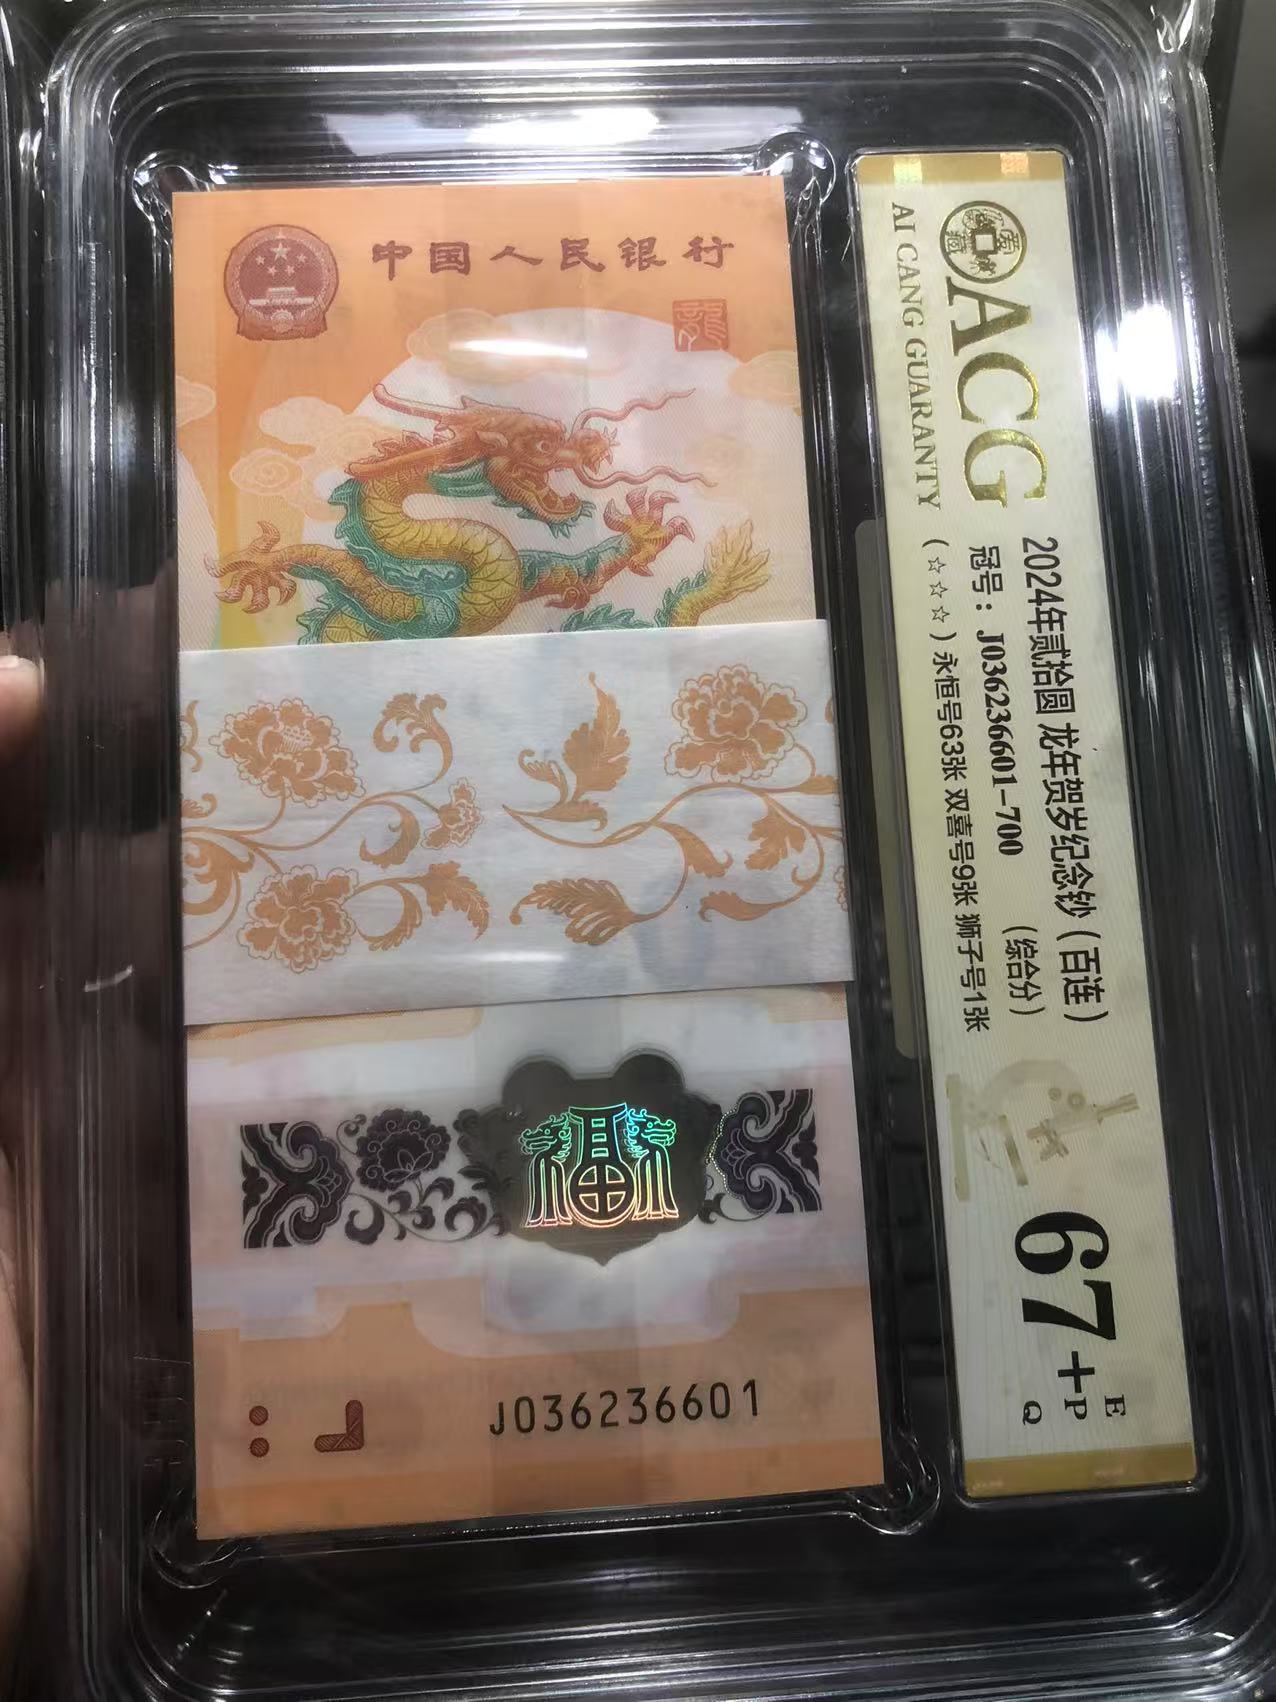 中国人民银行
龍
J036236601
ACG
AI CANG GUARANTY
2024年贰拾圆 龙年贺岁纪念钞（百连）
冠号：J036236601-700 （综合分）
（☆☆☆）永恒号63张 双喜号9张 狮子号1张
67+
E
P
Q